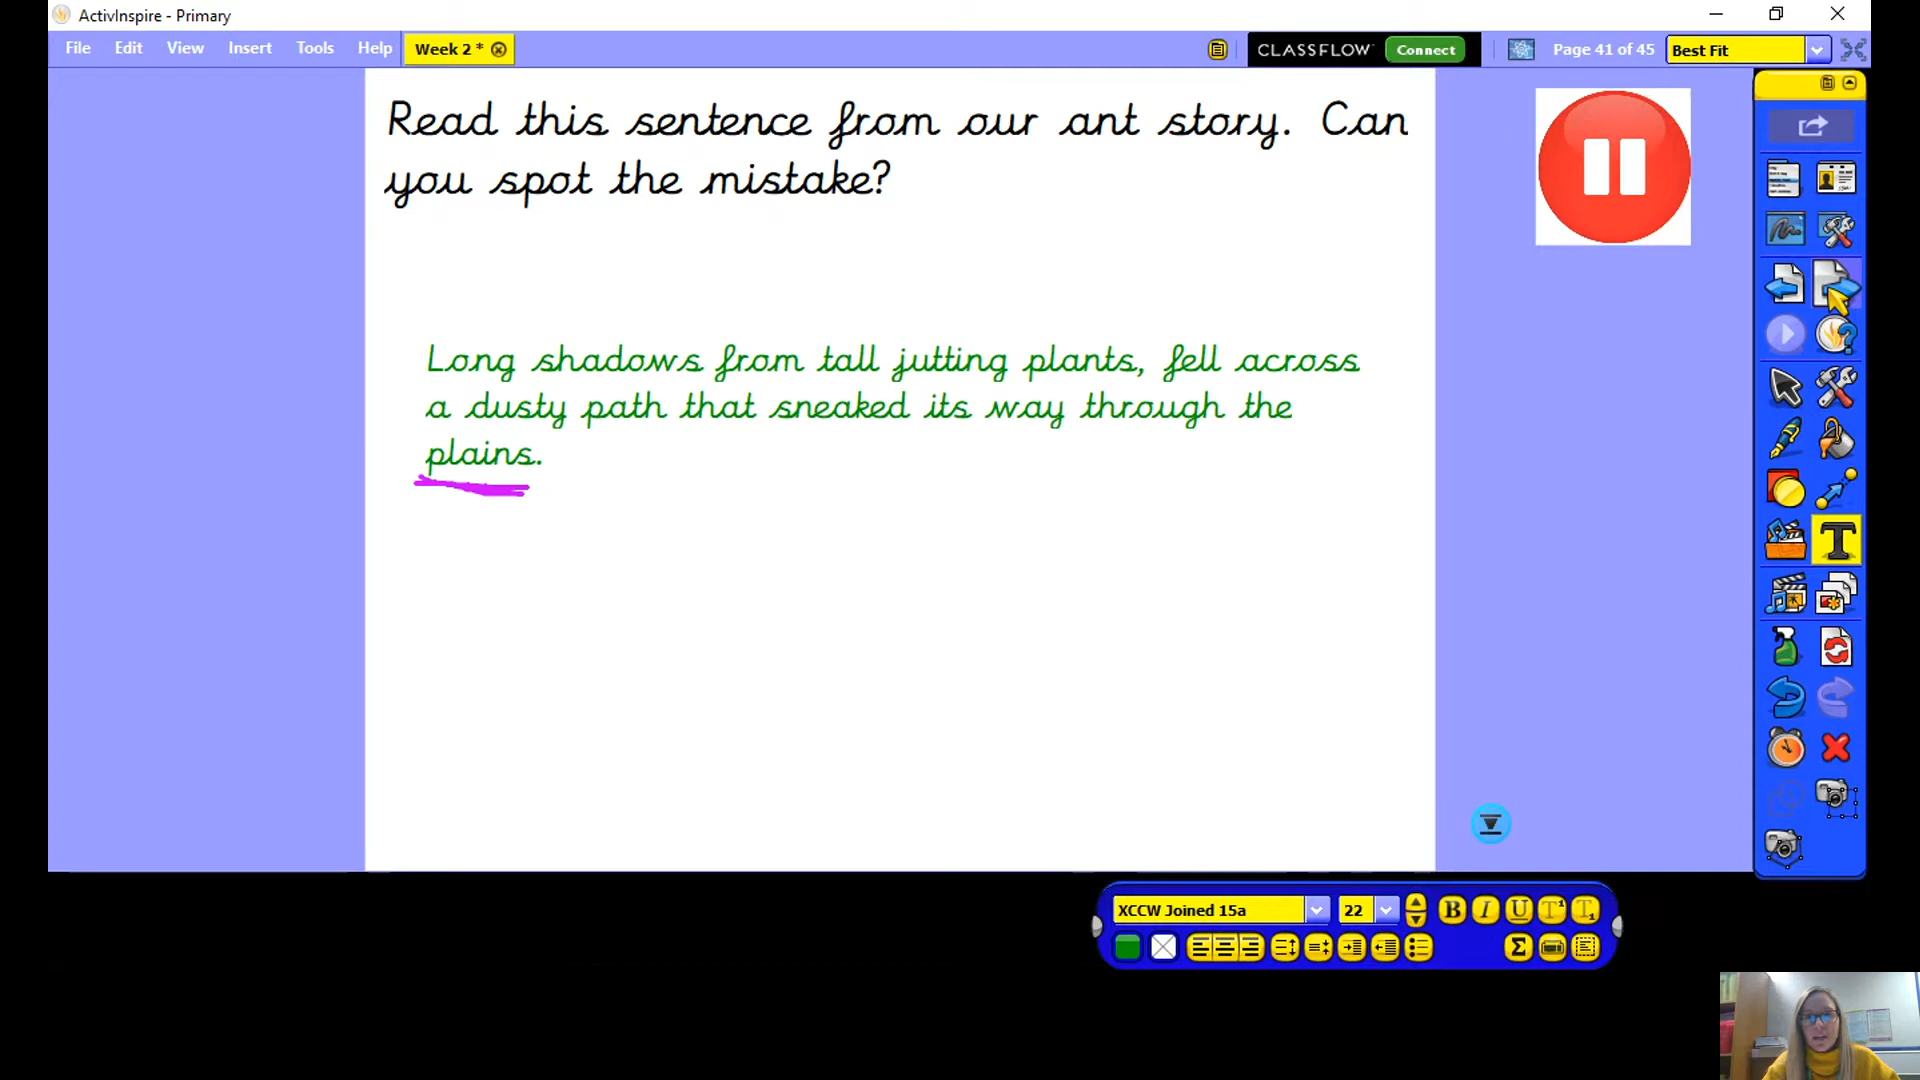 ActivInspire - Primary
File Edit View Insert Tools Help Week 2 * CLASSFLOW Connect Page 41 of 45 Best Fit
Read this sentence from our ant story. Can
you spot the mistake?
Long shadows from tall jutting plants, fell across
a dusty path that sneaked its way through the
plains.
XCCW Joined 15a 22 B I U T¹ T₁